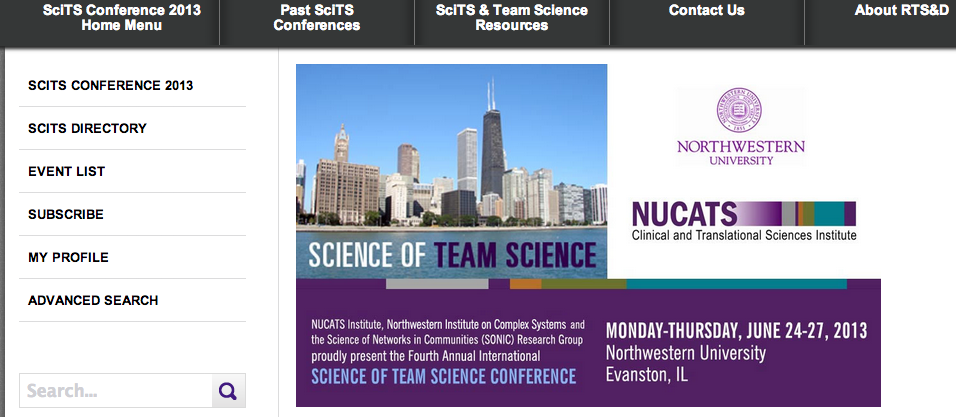 SciTS Conference 2013
Home Menu
Past SciTS
Conferences
SciTS & Team Science
Resources
Contact Us
About RTS&D
SCITS CONFERENCE 2013
SCITS DIRECTORY
EVENT LIST
SUBSCRIBE
MY PROFILE
ADVANCED SEARCH
Search...
SCIENCE OF TEAM SCIENCE
NORTHWESTERN
UNIVERSITY
NUCATS
Clinical and Translational Sciences Institute
NUCATS Institute, Northwestern Institute on Complex Systems and
the Science of Networks in Communities (SONIC) Research Group
proudly present the Fourth Annual International
SCIENCE OF TEAM SCIENCE CONFERENCE
MONDAY-THURSDAY, JUNE 24-27, 2013
Northwestern University
Evanston, IL